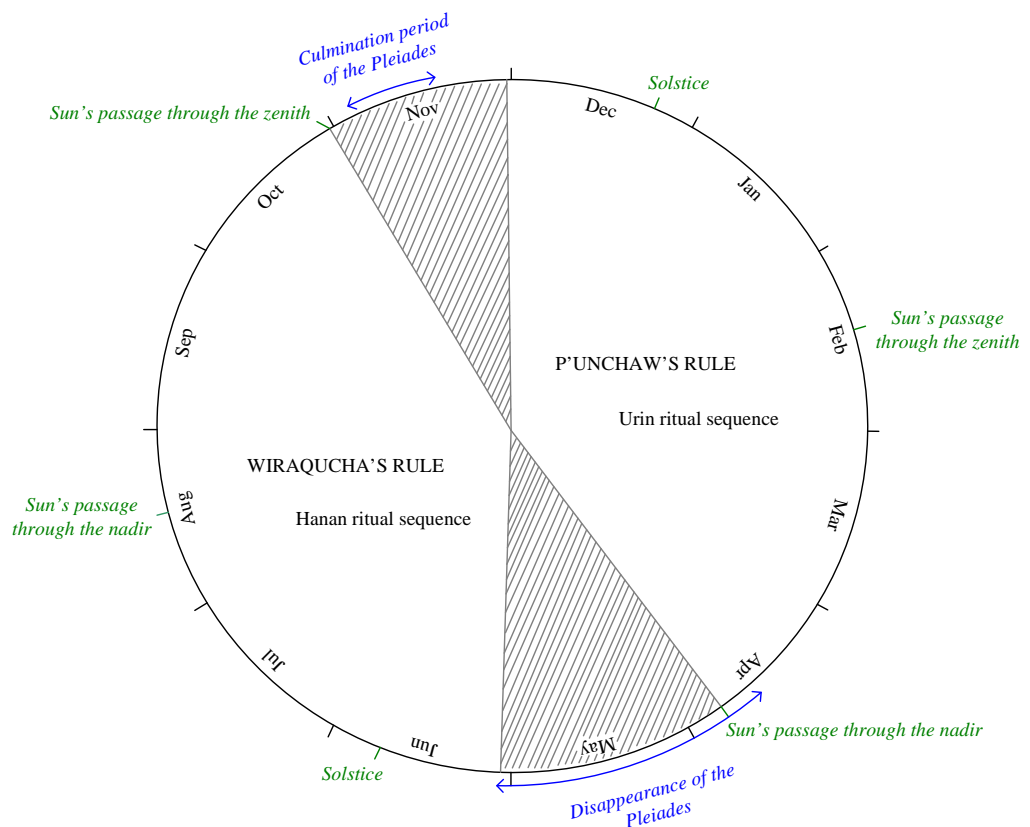 Culmination period
of the Pleiades
Solstice
Sun's passage through the zenith
Nov
Dec
Oct
Jan
Sun's passage
through the zenith
Sep
Feb
P'UNCHAW'S RULE
Urin ritual sequence
WIRAQUCHA'S RULE
Hanan ritual sequence
Sun's passage
through the nadir
Aug
Mar
Jul
Apr
Jun
May
Sun's passage through the nadir
Solstice
Disappearance of the
Pleiades